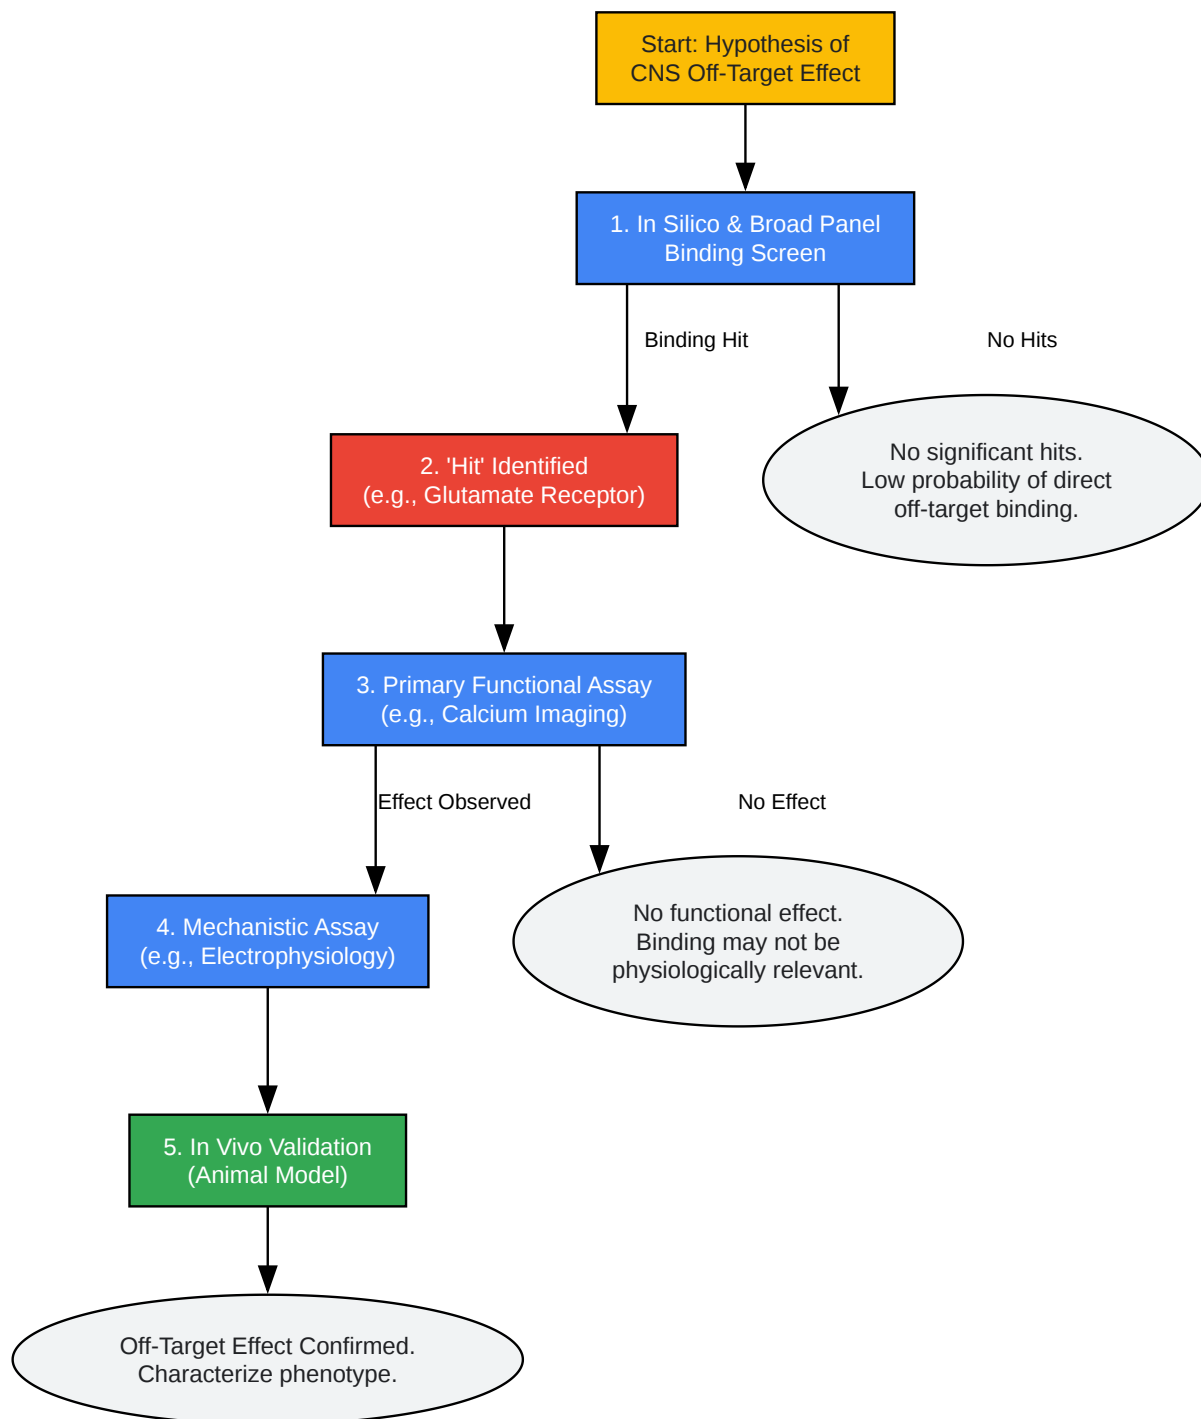 Start: Hypothesis of
CNS Off-Target Effect
1. In Silico & Broad Panel
Binding Screen
Binding Hit
No Hits
2. 'Hit' Identified
(e.g., Glutamate Receptor)
No significant hits.
Low probability of direct
off-target binding.
3. Primary Functional Assay
(e.g., Calcium Imaging)
Effect Observed
No Effect
4. Mechanistic Assay
(e.g., Electrophysiology)
No functional effect.
Binding may not be
physiologically relevant.
5. In Vivo Validation
(Animal Model)
Off-Target Effect Confirmed.
Characterize phenotype.